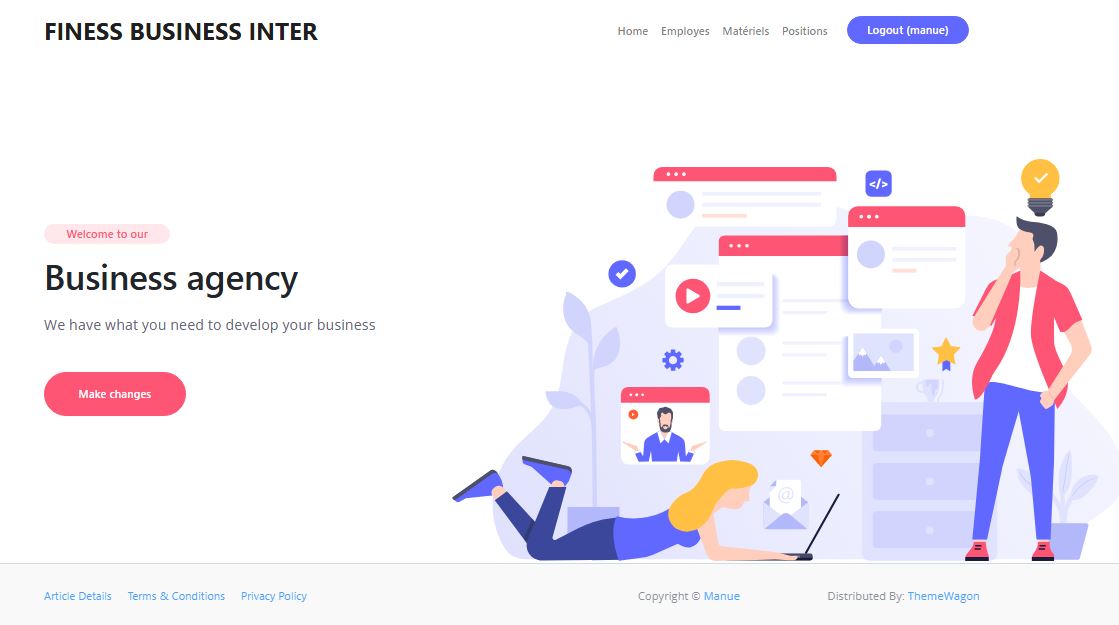 FINESS BUSINESS INTER
Home Employes Matériels Positions Logout (manue)
</>
Welcome to our
Business agency
We have what you need to develop your business
Make changes
@
Article Details Terms & Conditions Privacy Policy Copyright © Manue Distributed By: ThemeWagon